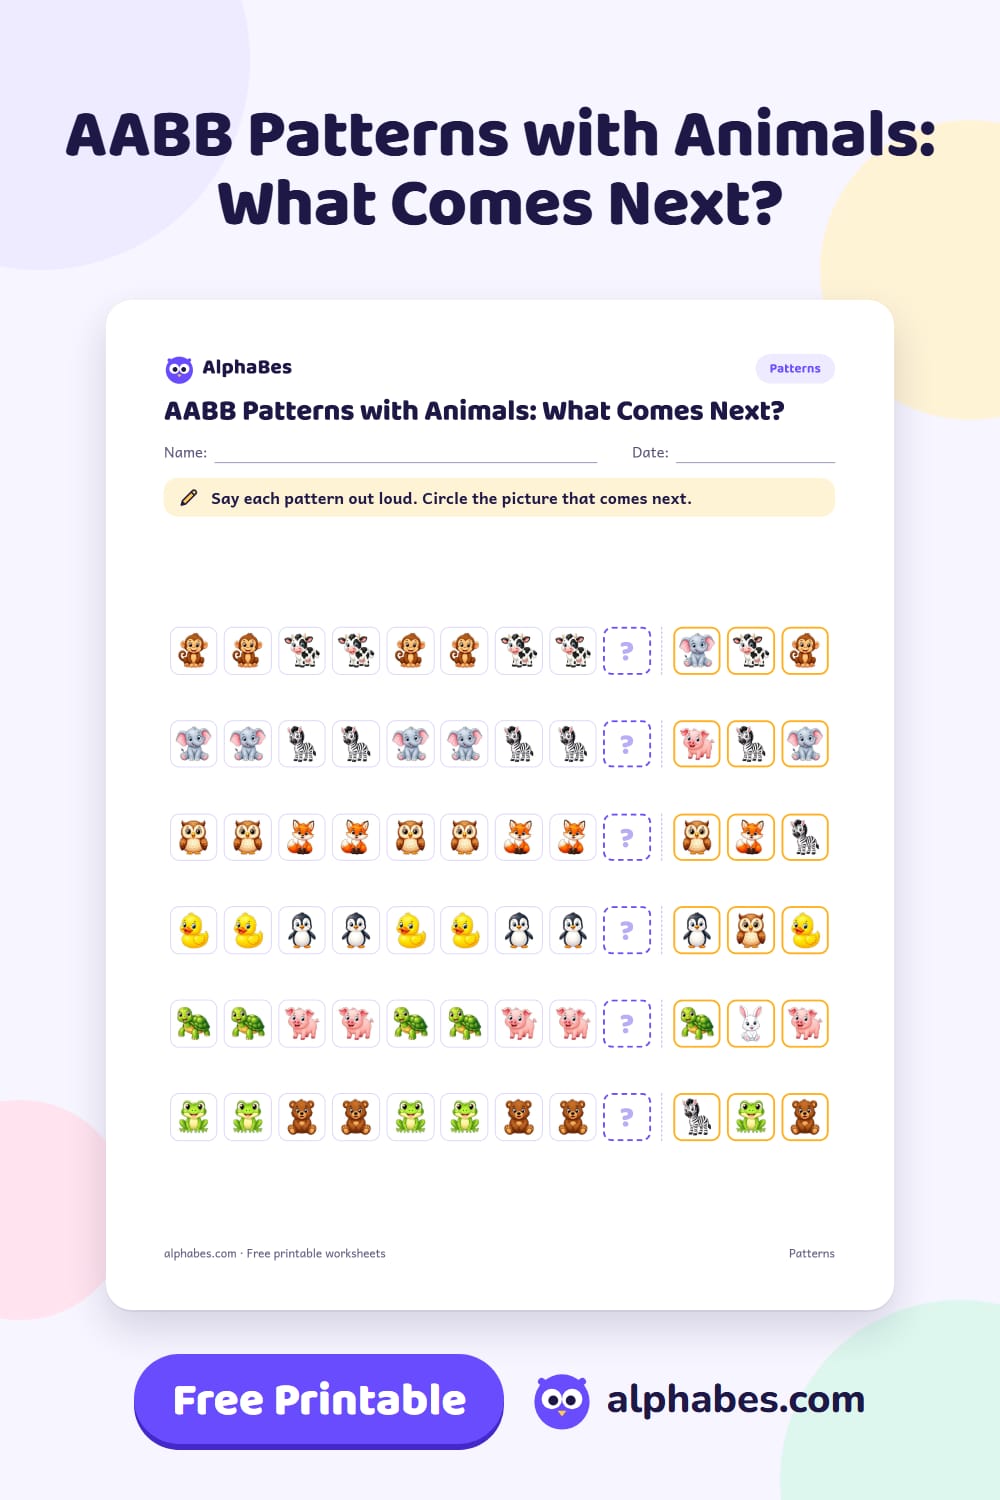 AABB Patterns with Animals:
What Comes Next?
AlphaBes
Patterns
AABB Patterns with Animals: What Comes Next?
Name:
Date:
Say each pattern out loud. Circle the picture that comes next.
?
?
?
?
?
?
alphabes.com · Free printable worksheets
Patterns
Free Printable
alphabes.com